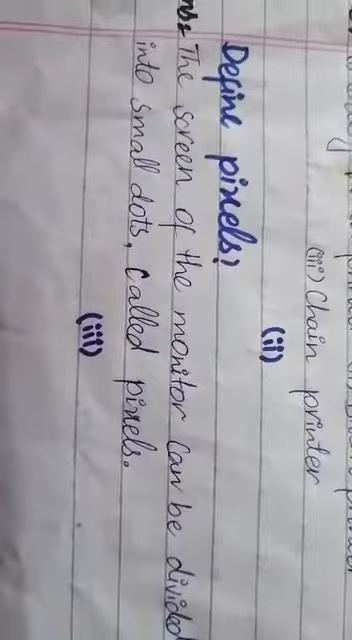 (iii) Chain printer
(ii)
Define pixels?
Ans: The screen of the monitor can be divided
into small dots, called pixels.
(iii)